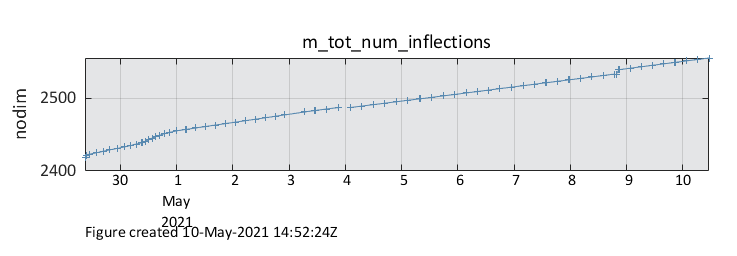 m_tot_num_inflections
nodim
2500
2400
30 1 2 3 4 5 6 7 8 9 10
May
2021
Figure created 10-May-2021 14:52:24Z